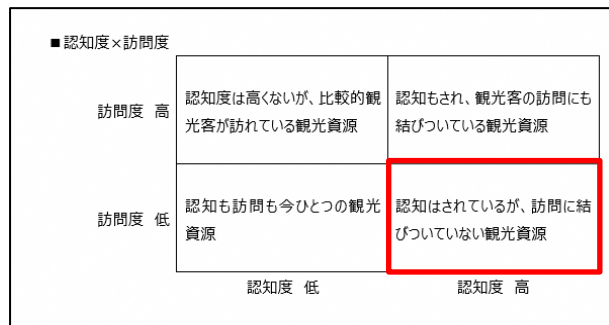 ■認知度×訪問度
訪問度 高
認知度は高くないが、比較的観
光客が訪れている観光資源
認知もされ、観光客の訪問にも
結びついている観光資源
訪問度 低
認知も訪問も今ひとつの観光
資源
認知はされているが、訪問に結
びついていない観光資源
認知度 低
認知度 高